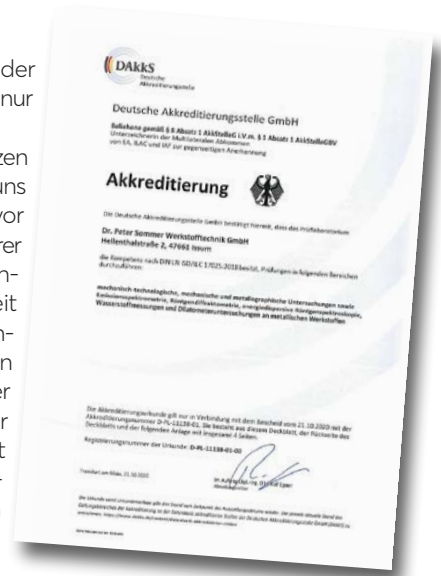 der
nur
zen
uns
vor
rer
n-
eit
n-
n
er
r
t
-
DAkkS
Deutsche
Akkreditierungsstelle
Deutsche Akkreditierungsstelle GmbH
Beliehene gemäß § 8 Absatz 1 AkkStelleG i.V.m. § 1 Absatz 1 AkkStelleGBV
Unterzeichnerin der Multilateralen Abkommen
von EA, ILAC und IAF zur gegenseitigen Anerkennung
Akkreditierung
Die Deutsche Akkreditierungsstelle GmbH bestätigt hiermit, dass das Prüflaboratorium
Dr. Peter Sommer Werkstofftechnik GmbH
Hellenthalstraße 2, 47661 Issum
die Kompetenz nach DIN EN ISO/IEC 17025:2018 besitzt, Prüfungen in folgenden Bereichen
durchzuführen:
mechanisch-technologische, mechanische und metallographische Untersuchungen sowie
Emissionsspektrometrie, Röntgendiffraktometrie, energiedispersive Röntgenspektroskopie,
Wasserstoffmessungen und Dilatometeruntersuchungen an metallischen Werkstoffen
Die Akkreditierungsurkunde gilt nur in Verbindung mit dem Bescheid vom 21.10.2020 mit der
Akkreditierungsnummer D-PL-11138-01. Sie besteht aus diesem Deckblatt, der Rückseite des
Deckblatts und der folgenden Anlage mit insgesamt 4 Seiten.
Registrierungsnummer der Urkunde: D-PL-11138-01-00
Frankfurt am Main, 21.10.2020
Im Auftrag